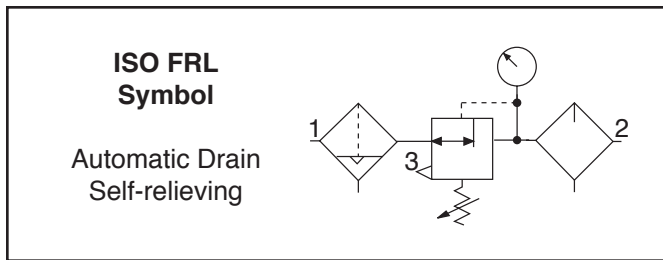 ISO FRL
Symbol
Automatic Drain
Self-relieving
1
3
2